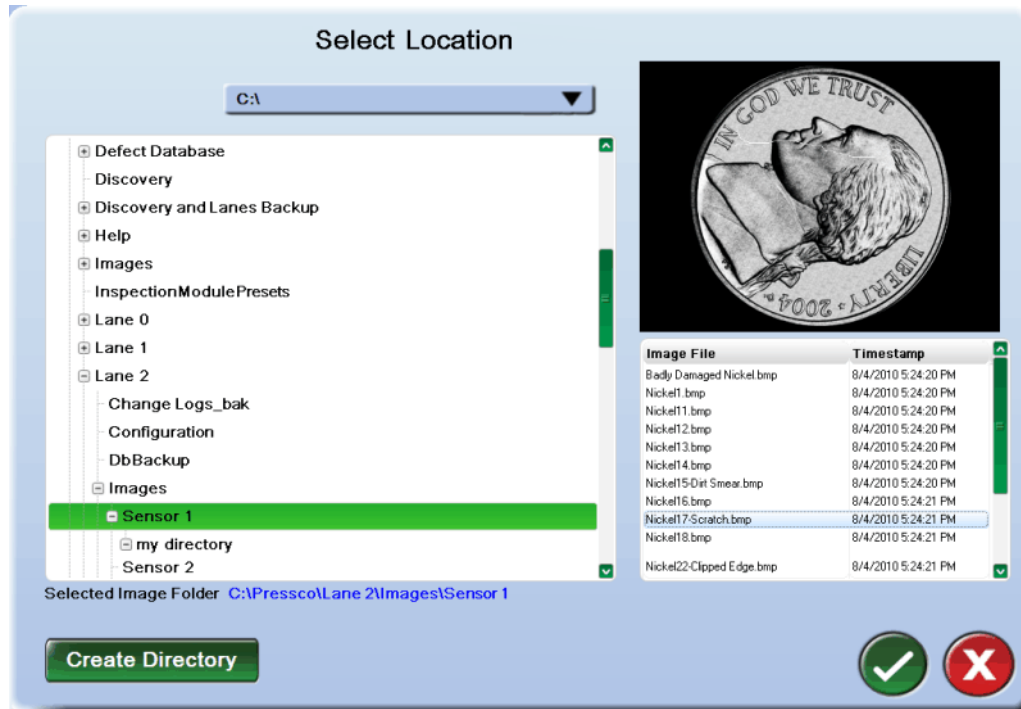 Select Location
C:\
Defect Database
Discovery
Discovery and Lanes Backup
Help
Images
InspectionModulePresets
Lane 0
Lane 1
Lane 2
Change Logs_bak
Configuration
DbBackup
Images
Sensor 1
my directory
Sensor 2
Selected Image Folder C:\Pressco\Lane 2\Images\Sensor 1
Create Directory
IN GOD WE TRUST
LIBERTY · 2004
Image File Timestamp
Badly Damaged Nickel.bmp 8/4/2010 5:24:20 PM
Nickel1.bmp 8/4/2010 5:24:20 PM
Nickel11.bmp 8/4/2010 5:24:20 PM
Nickel12.bmp 8/4/2010 5:24:20 PM
Nickel13.bmp 8/4/2010 5:24:20 PM
Nickel14.bmp 8/4/2010 5:24:20 PM
Nickel15-Dirt Smear.bmp 8/4/2010 5:24:20 PM
Nickel16.bmp 8/4/2010 5:24:21 PM
Nickel17-Scratch.bmp 8/4/2010 5:24:21 PM
Nickel18.bmp 8/4/2010 5:24:21 PM
Nickel22-Clipped Edge.bmp 8/4/2010 5:24:21 PM